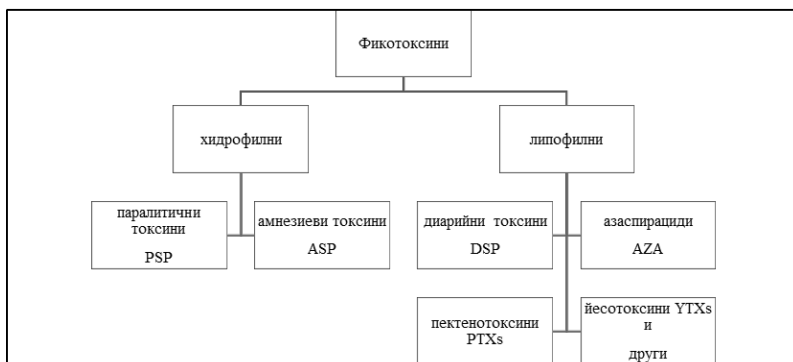 Фикотоксини
хидрофилни
липофилни
паралитични
токсини
PSP
амнезиеви токсини
ASP
диарийни токсини
DSP
азаспирациди
AZA
пектенотоксини
PTXs
йесотоксини YTXs
и
други